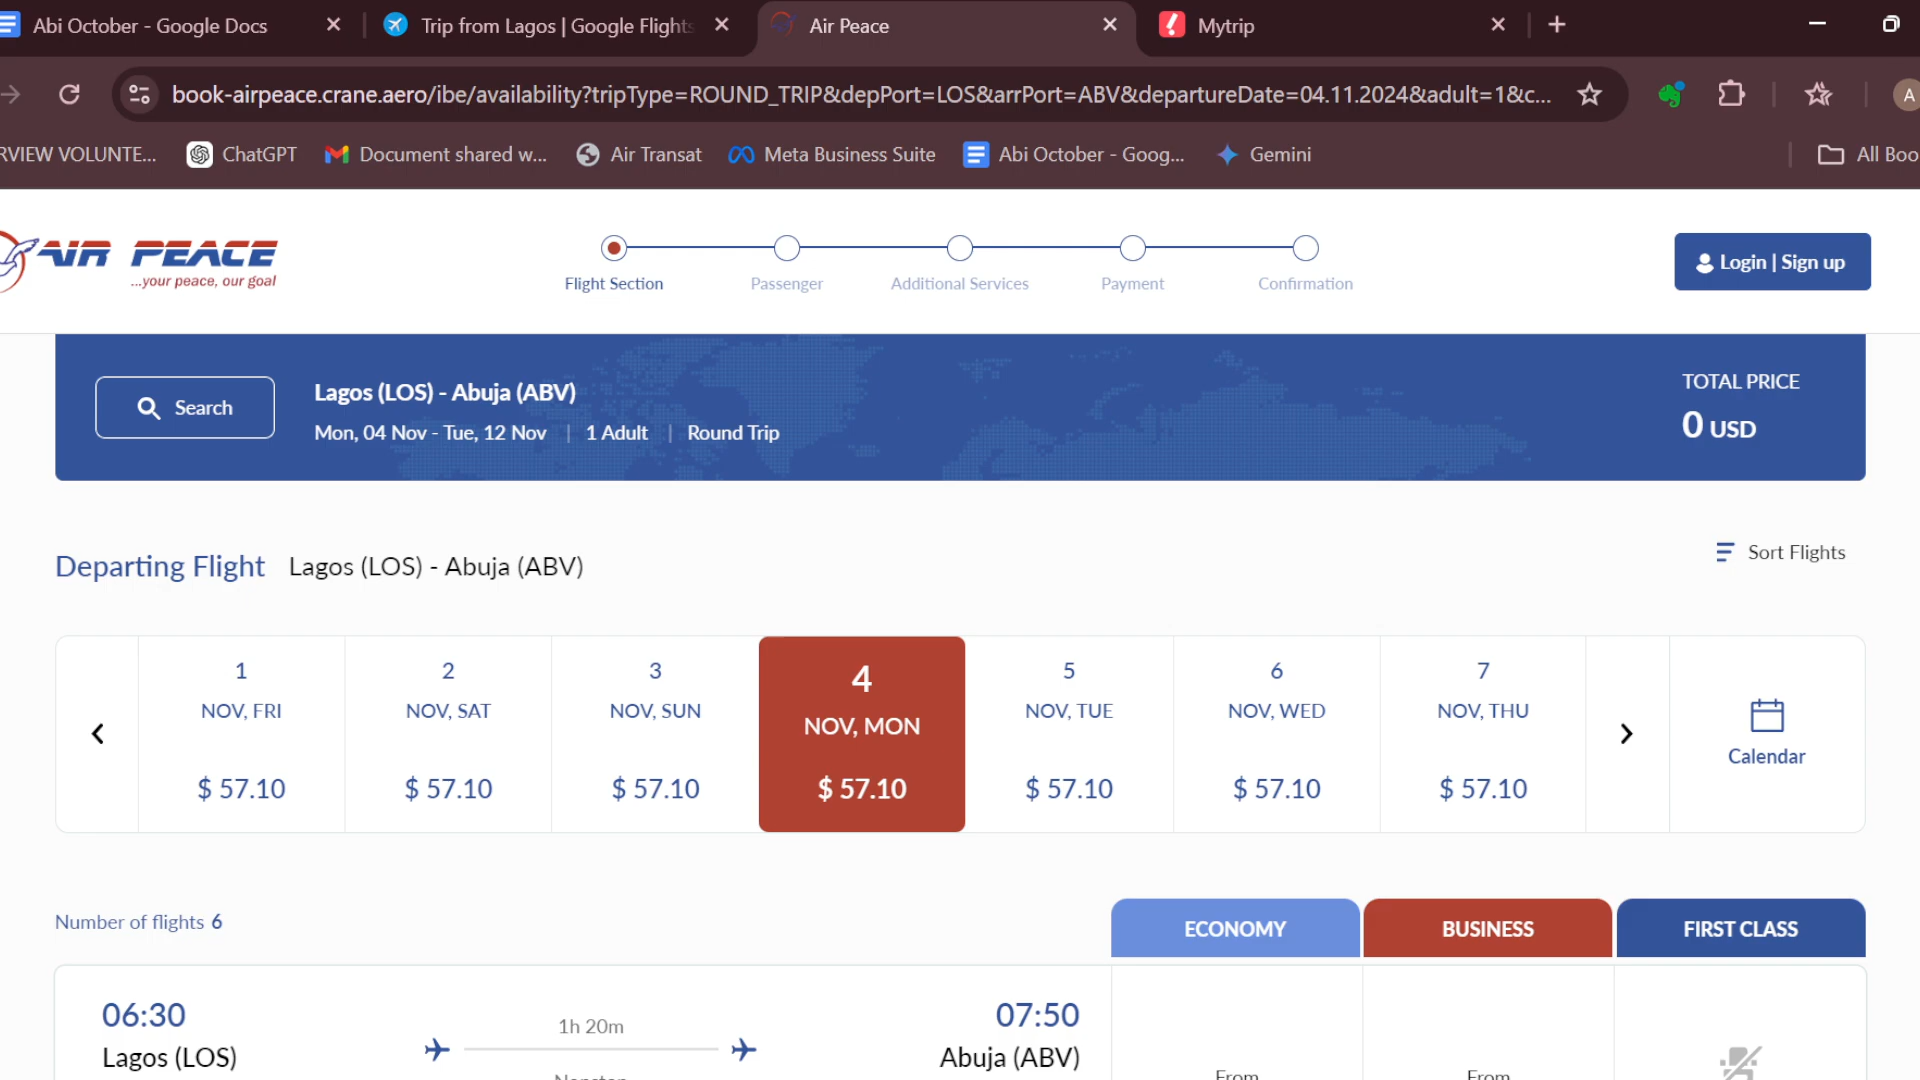 Abi October - Google Docs
Trip from Lagos | Google Flights
Air Peace
Mytrip
book-airpeace.crane.aero/ibe/availability?tripType=ROUND_TRIP&depPort=LOS&arrPort=ABV&departureDate=04.11.2024&adult=1&c...
A
RVIEW VOLUNTE...
ChatGPT
Document shared w...
Air Transat
Meta Business Suite
Abi October - Goog...
Gemini
All Boo
AIR PEACE
...your peace, our goal
Flight Section
Passenger
Additional Services
Payment
Confirmation
Login | Sign up
Search
Lagos (LOS) - Abuja (ABV)
Mon, 04 Nov - Tue, 12 Nov | 1 Adult | Round Trip
TOTAL PRICE
0 USD
Departing Flight Lagos (LOS) - Abuja (ABV)
Sort Flights
1
NOV, FRI
$ 57.10
2
NOV, SAT
$ 57.10
3
NOV, SUN
$ 57.10
4
NOV, MON
$ 57.10
5
NOV, TUE
$ 57.10
6
NOV, WED
$ 57.10
7
NOV, THU
$ 57.10
Calendar
Number of flights 6
ECONOMY
BUSINESS
FIRST CLASS
06:30
Lagos (LOS)
1h 20m
Nonstop
07:50
Abuja (ABV)
From
From